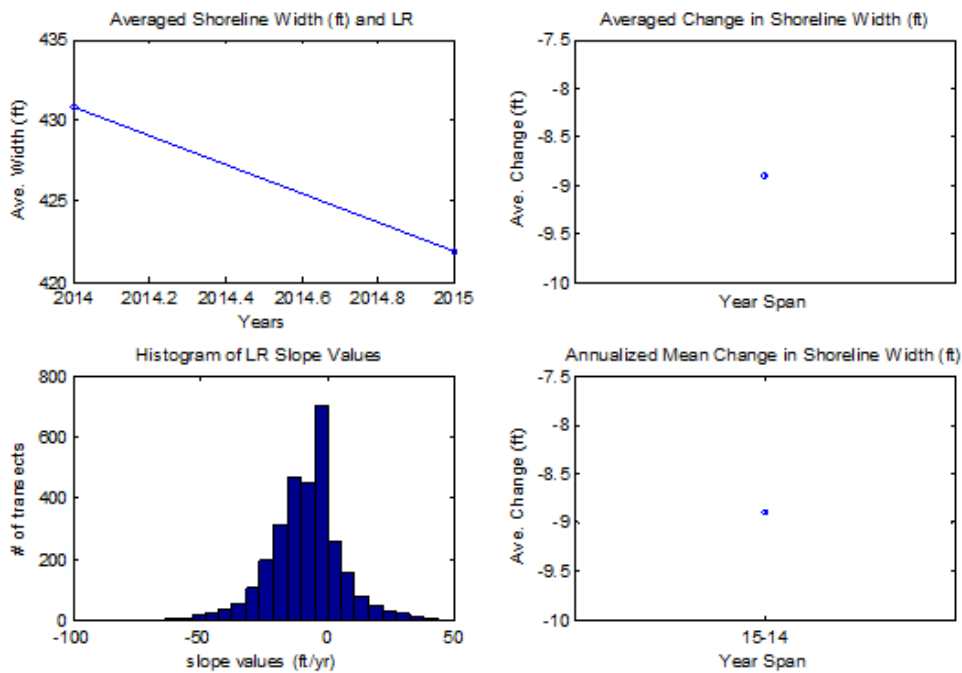 Averaged Shoreline Width (ft) and LR
435
430
425
420
Ave. Width (ft)
2014 2014.2 2014.4 2014.6 2014.8 2015
Years
Averaged Change in Shoreline Width (ft)
-7.5
-8
-8.5
-9
-9.5
-10
Ave. Change (ft)
Year Span
Histogram of LR Slope Values
800
600
400
200
0
# of transects
-100 -50 0 50
slope values (ft/yr)
Annualized Mean Change in Shoreline Width (ft)
-7.5
-8
-8.5
-9
-9.5
-10
Ave. Change (ft)
15-14
Year Span